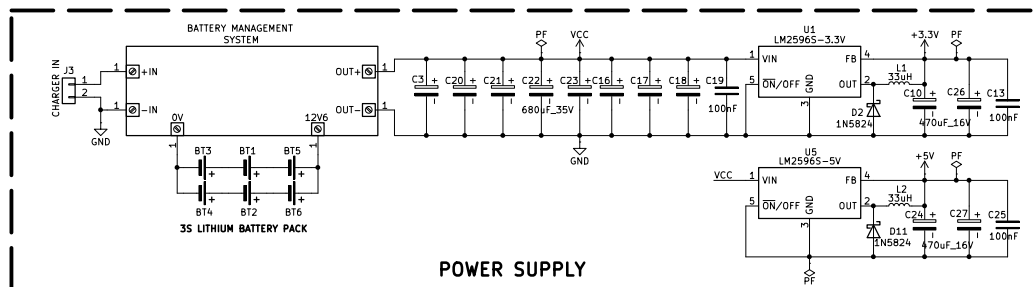 BATTERY MANAGEMENT
SYSTEM
J3
CHARGER IN
1
2
1
+IN
1
-IN
GND
OUT+
1
OUT-
1
0V
1
12V6
1
BT3
BT1
BT5
BT4
BT2
BT6
3S LITHIUM BATTERY PACK
C3
C20
C21
C22
C23
C16
C17
C18
C19
680uF_35V
100nF
PF
VCC
GND
U1
LM2596S-3.3V
1
VIN
FB
4
5
ON/OFF
GND
OUT
2
3
L1
33uH
+3.3V
PF
D2
1N5824
C10
C26
C13
470uF_16V
100nF
U5
LM2596S-5V
VCC
1
VIN
FB
4
5
ON/OFF
GND
OUT
2
3
L2
33uH
+5V
PF
D11
1N5824
C24
C27
C25
470uF_16V
100nF
PF
POWER SUPPLY